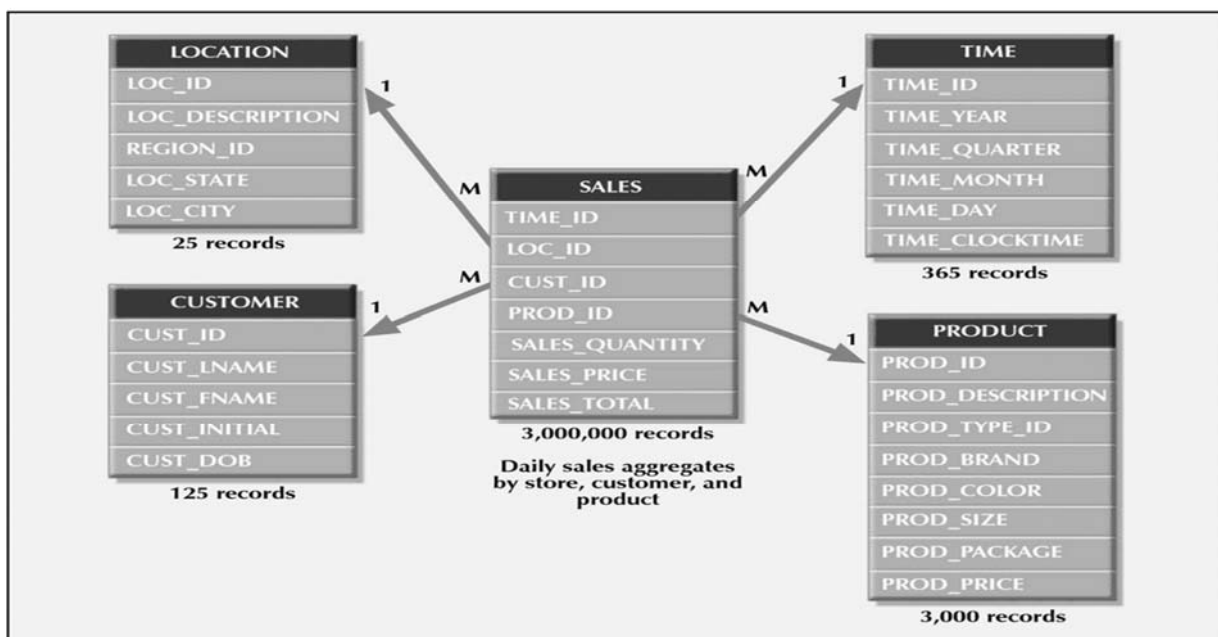 LOCATION
LOC_ID
LOC_DESCRIPTION
REGION_ID
LOC_STATE
LOC_CITY
25 records
1
M
CUSTOMER
CUST_ID
CUST_LNAME
CUST_FNAME
CUST_INITIAL
CUST_DOB
125 records
1
M
SALES
TIME_ID
LOC_ID
CUST_ID
PROD_ID
SALES_QUANTITY
SALES_PRICE
SALES_TOTAL
3,000,000 records
Daily sales aggregates
by store, customer, and
product
M
1
TIME
TIME_ID
TIME_YEAR
TIME_QUARTER
TIME_MONTH
TIME_DAY
TIME_CLOCKTIME
365 records
M
1
PRODUCT
PROD_ID
PROD_DESCRIPTION
PROD_TYPE_ID
PROD_BRAND
PROD_COLOR
PROD_SIZE
PROD_PACKAGE
PROD_PRICE
3,000 records